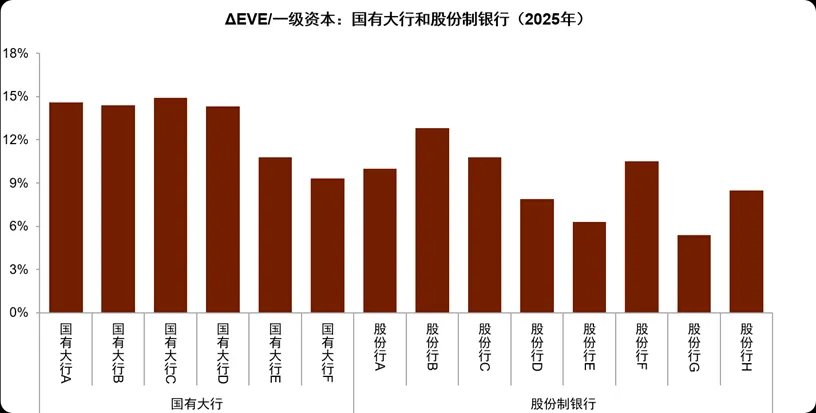 ΔEVE/一级资本：国有大行和股份制银行（2025年）
18%
15%
12%
9%
6%
3%
0%
国有大行A
国有大行B
国有大行C
国有大行D
国有大行E
国有大行F
股份行A
股份行B
股份行C
股份行D
股份行E
股份行F
股份行G
股份行H
国有大行
股份制银行